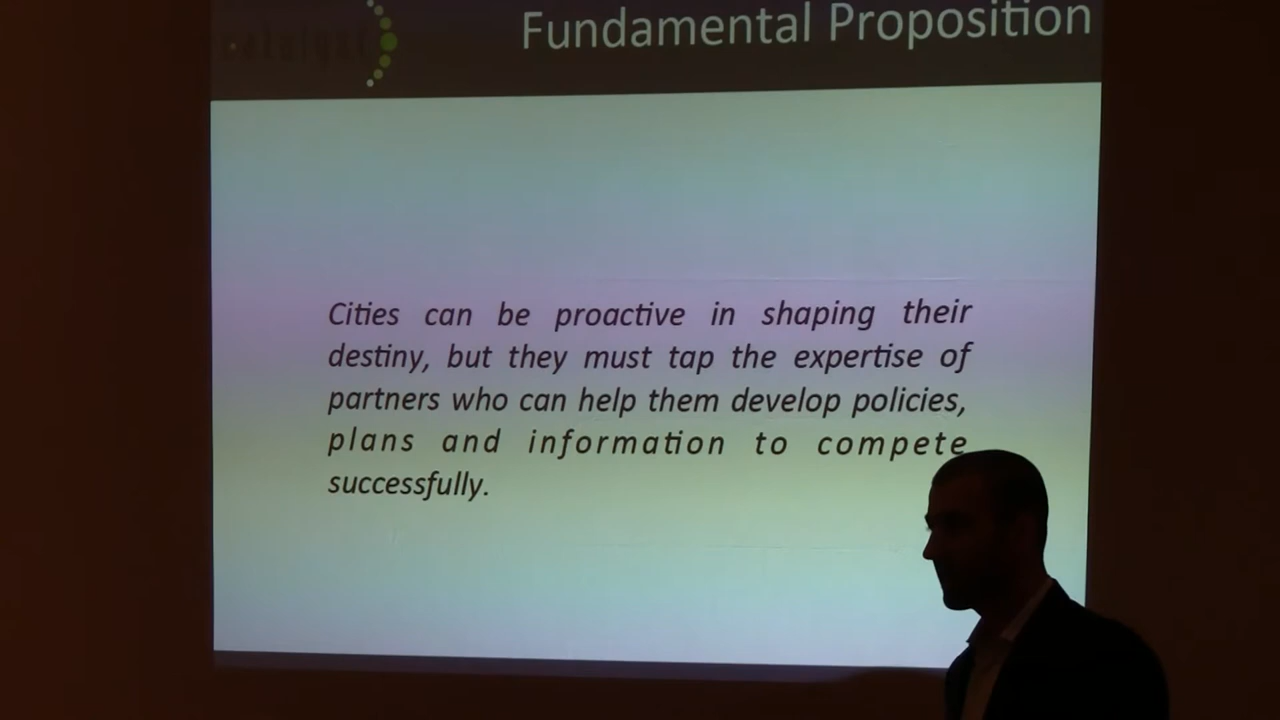 Fundamental Proposition
Cities can be proactive in shaping their
destiny, but they must tap the expertise of
partners who can help them develop policies,
plans and information to compete
successfully.